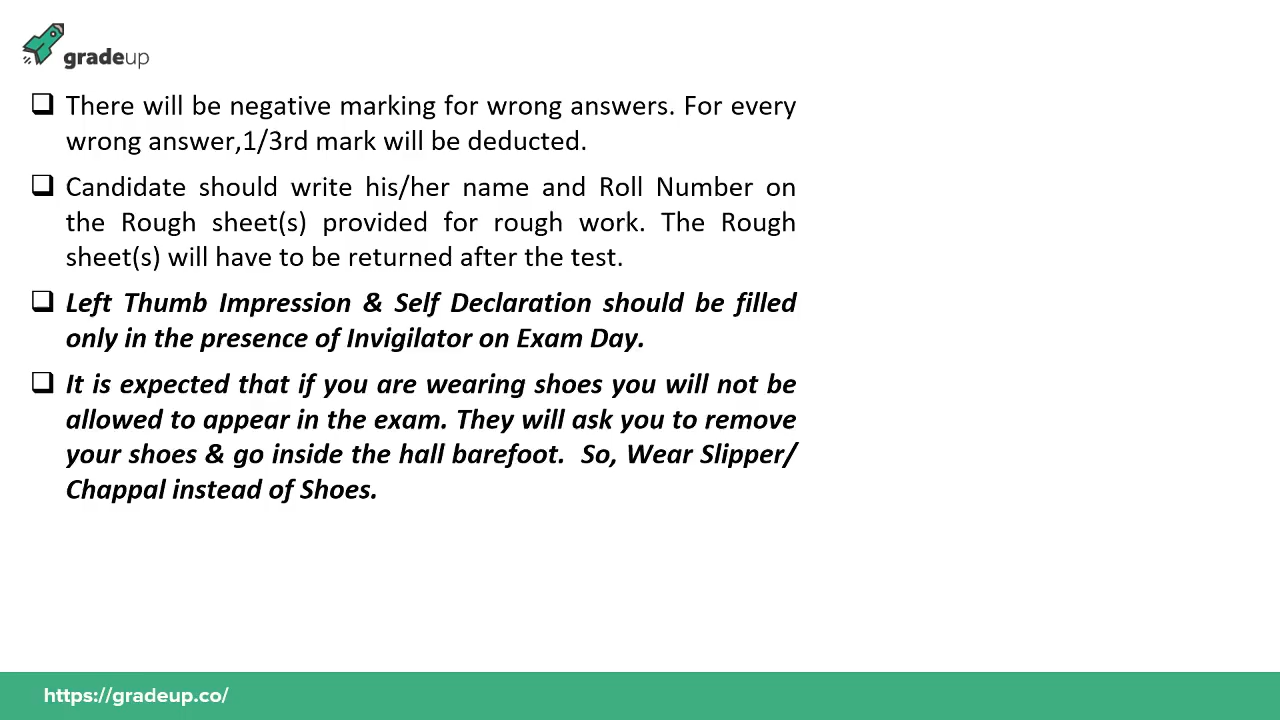 gradeup
There will be negative marking for wrong answers. For every
wrong answer,1/3rd mark will be deducted.
Candidate should write his/her name and Roll Number on
the Rough sheet(s) provided for rough work. The Rough
sheet(s) will have to be returned after the test.
Left Thumb Impression & Self Declaration should be filled
only in the presence of Invigilator on Exam Day.
It is expected that if you are wearing shoes you will not be
allowed to appear in the exam. They will ask you to remove
your shoes & go inside the hall barefoot.  So, Wear Slipper/
Chappal instead of Shoes.
https://gradeup.co/